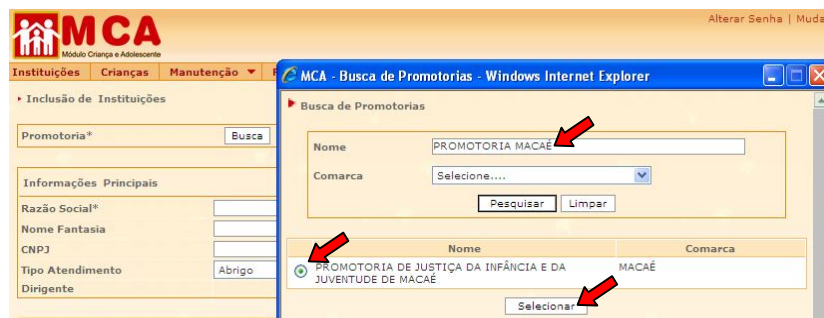 MCA
Módulo Criança e Adolescente
Alterar Senha | Muda
Instituições Crianças Manutenção
Inclusão de Instituições
Promotoria* Busca
Informações Principais
Razão Social*
Nome Fantasia
CNPJ
Tipo Atendimento Abrigo
Dirigente
MCA - Busca de Promotorias - Windows Internet Explorer
Busca de Promotorias
Nome PROMOTORIA MACAÉ
Comarca Selecione....
Pesquisar Limpar
Nome Comarca
PROMOTORIA DE JUSTIÇA DA INFÂNCIA E DA MACAÉ
JUVENTUDE DE MACAÉ
Selecionar